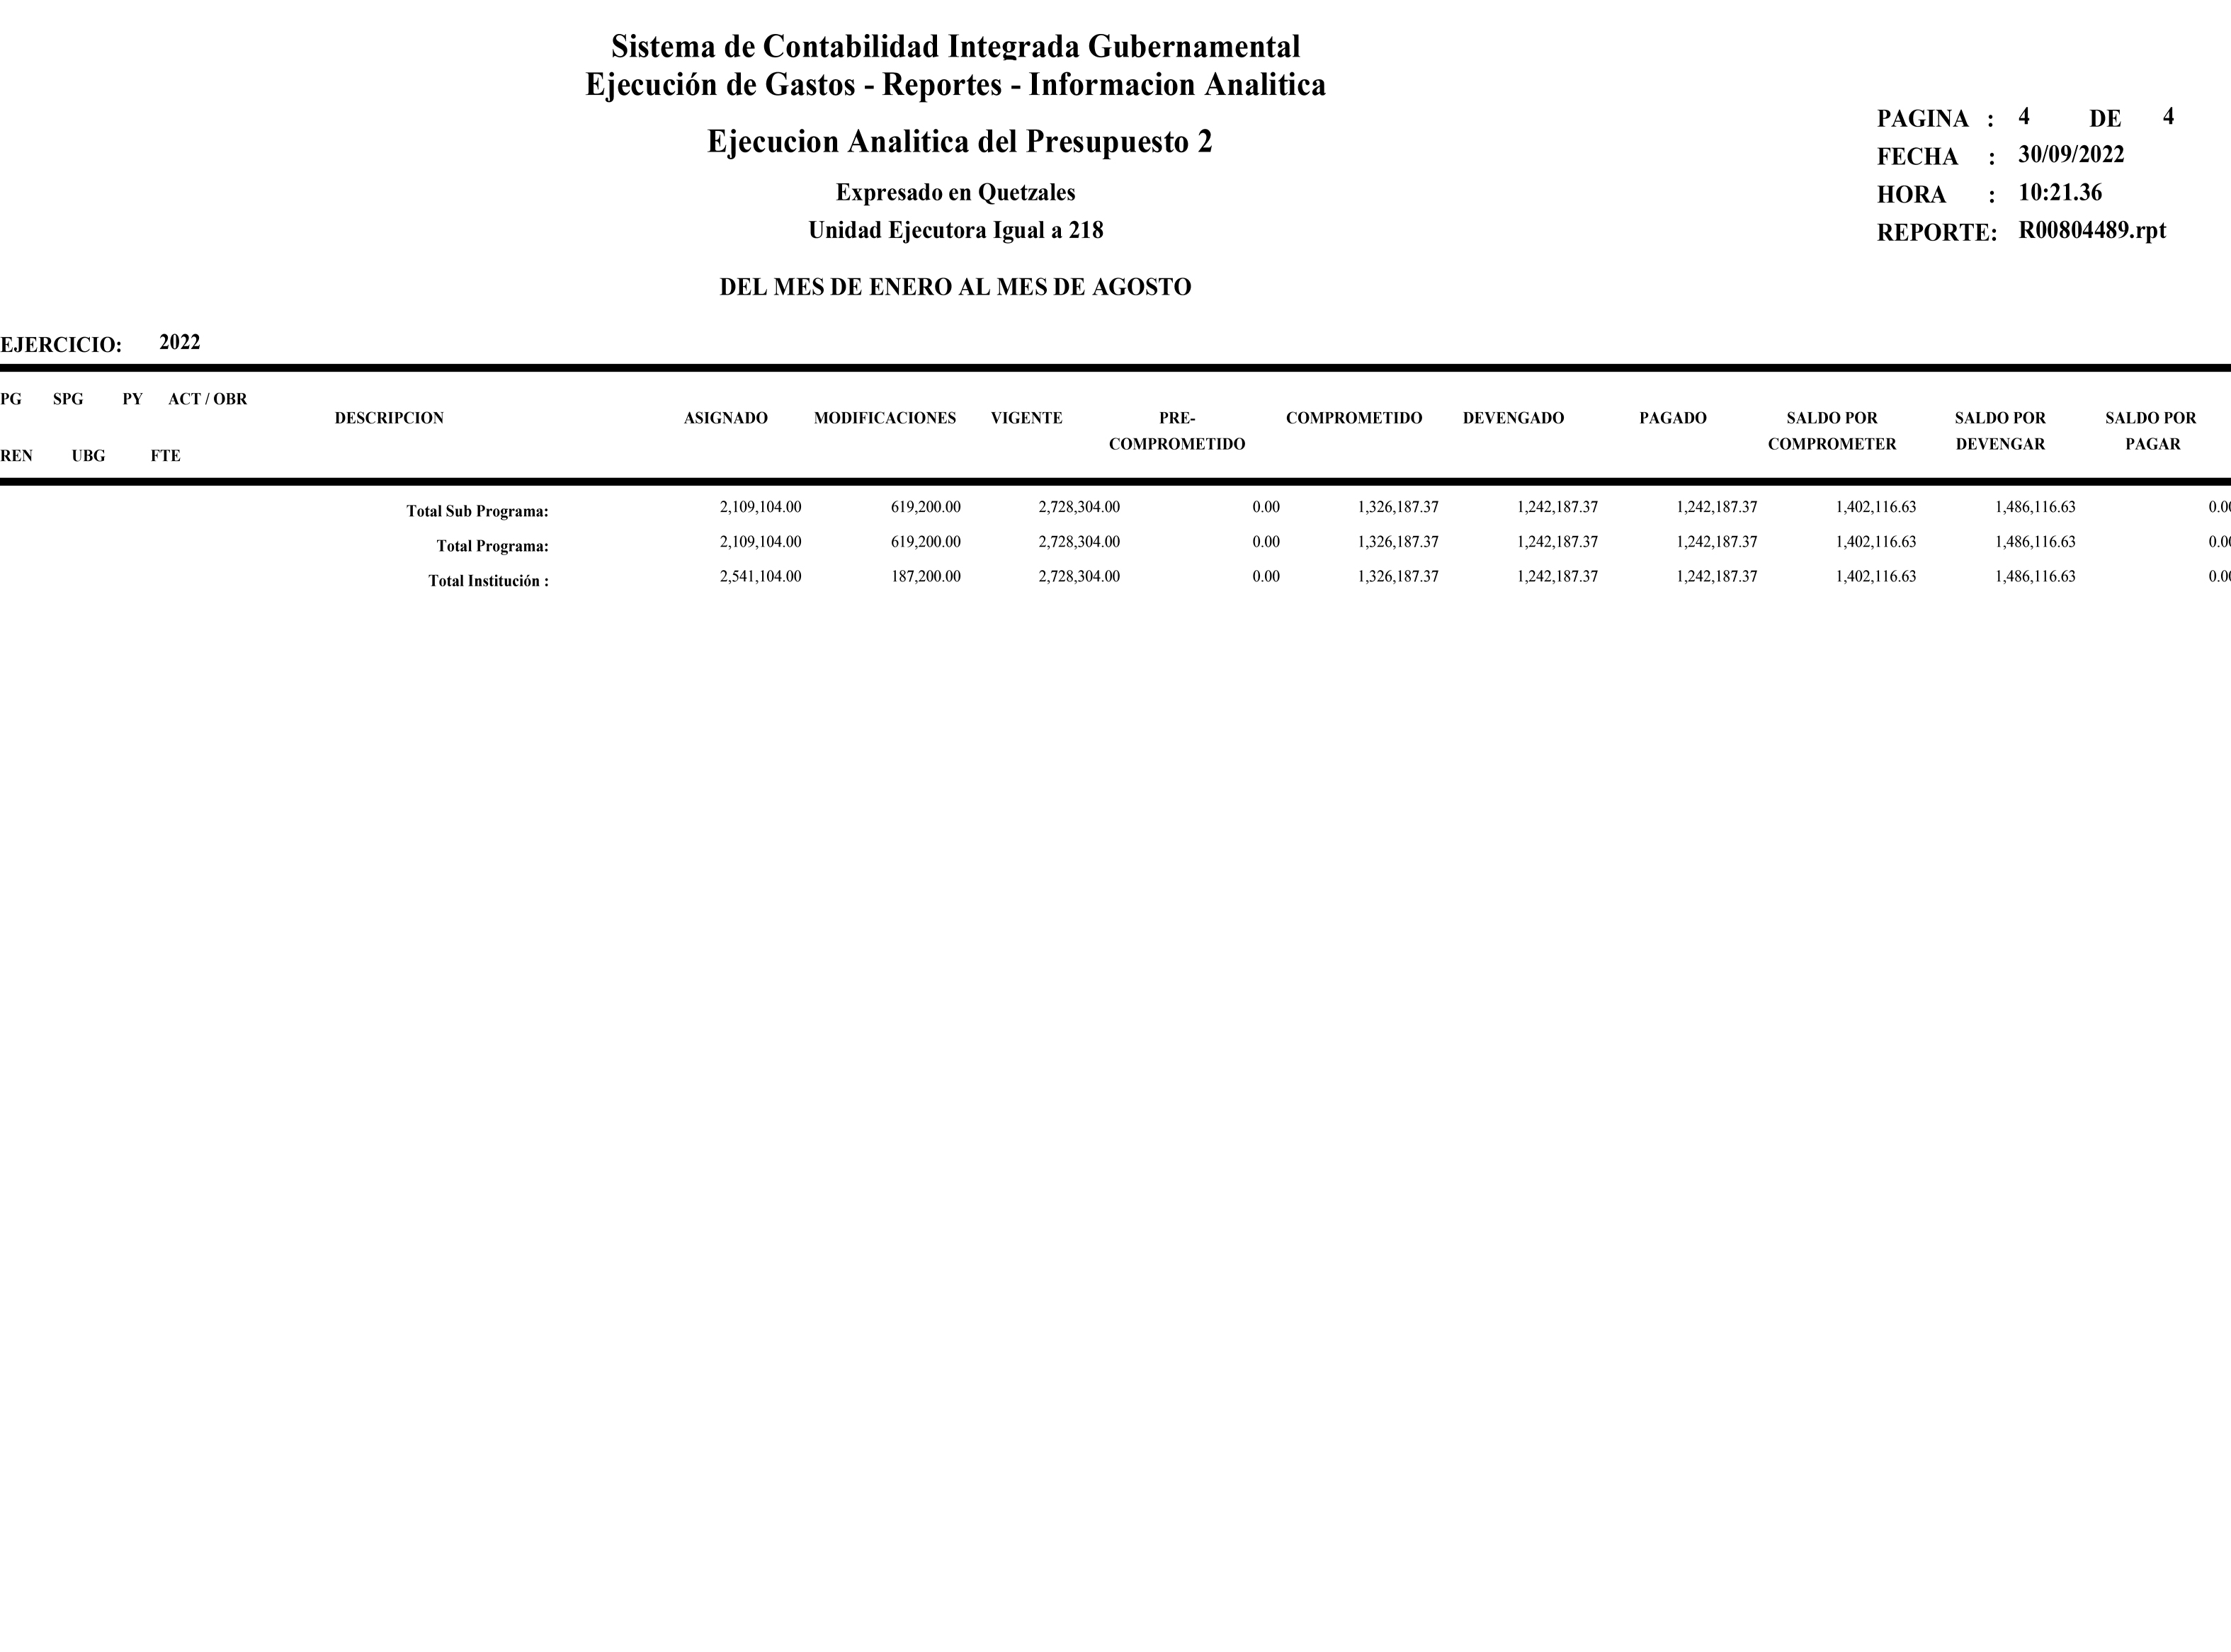 Sistema de Contabilidad Integrada Gubernamental
Ejecución de Gastos - Reportes - Informacion Analitica
Ejecucion Analitica del Presupuesto 2
Expresado en Quetzales
Unidad Ejecutora Igual a 218
DEL MES DE ENERO AL MES DE AGOSTO
PAGINA : 4 DE 4
FECHA : 30/09/2022
HORA : 10:21.36
REPORTE: R00804489.rpt
EJERCICIO: 2022
PG SPG PY ACT / OBR
REN UBG FTE
DESCRIPCION ASIGNADO MODIFICACIONES VIGENTE PRE-COMPROMETIDO COMPROMETIDO DEVENGADO PAGADO SALDO POR COMPROMETER SALDO POR DEVENGAR SALDO POR PAGAR
Total Sub Programa: 2,109,104.00 619,200.00 2,728,304.00 0.00 1,326,187.37 1,242,187.37 1,242,187.37 1,402,116.63 1,486,116.63 0.00
Total Programa: 2,109,104.00 619,200.00 2,728,304.00 0.00 1,326,187.37 1,242,187.37 1,242,187.37 1,402,116.63 1,486,116.63 0.00
Total Institución : 2,541,104.00 187,200.00 2,728,304.00 0.00 1,326,187.37 1,242,187.37 1,242,187.37 1,402,116.63 1,486,116.63 0.00